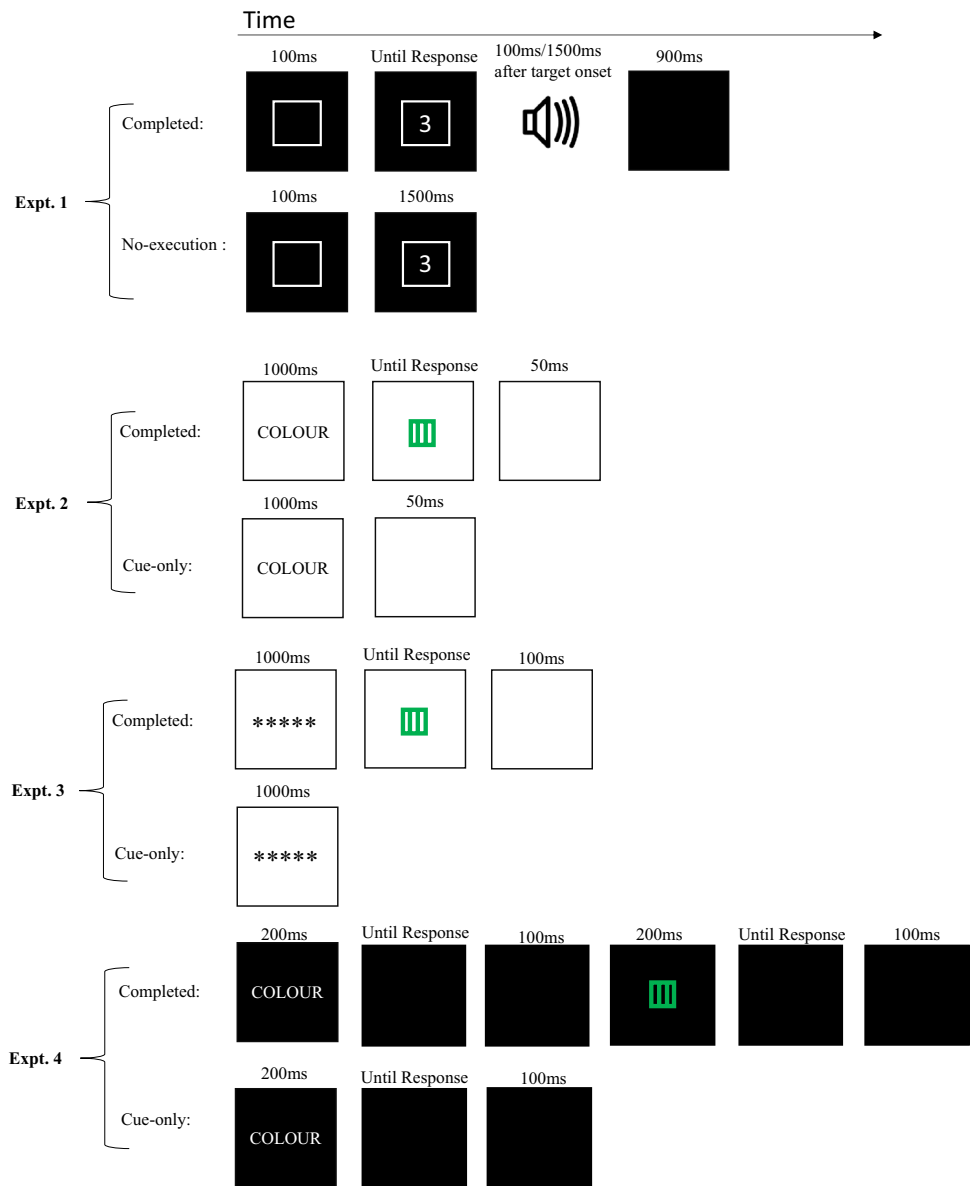 Time
100ms
Until Response
100ms/1500ms
after target onset
900ms
Completed:
3
Expt. 1
100ms
1500ms
No-execution :
3
1000ms
Until Response
50ms
Completed:
COLOUR
Expt. 2
1000ms
50ms
Cue-only:
COLOUR
1000ms
Until Response
100ms
Completed:
*****
Expt. 3
1000ms
Cue-only:
*****
200ms
Until Response
100ms
200ms
Until Response
100ms
Completed:
COLOUR
Expt. 4
200ms
Until Response
100ms
Cue-only:
COLOUR